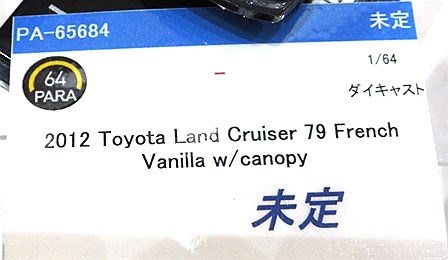 PA-65684 未定
64
PARA
-
1/64
ダイキャスト
2012 Toyota Land Cruiser 79 French
Vanilla w/canopy
未定